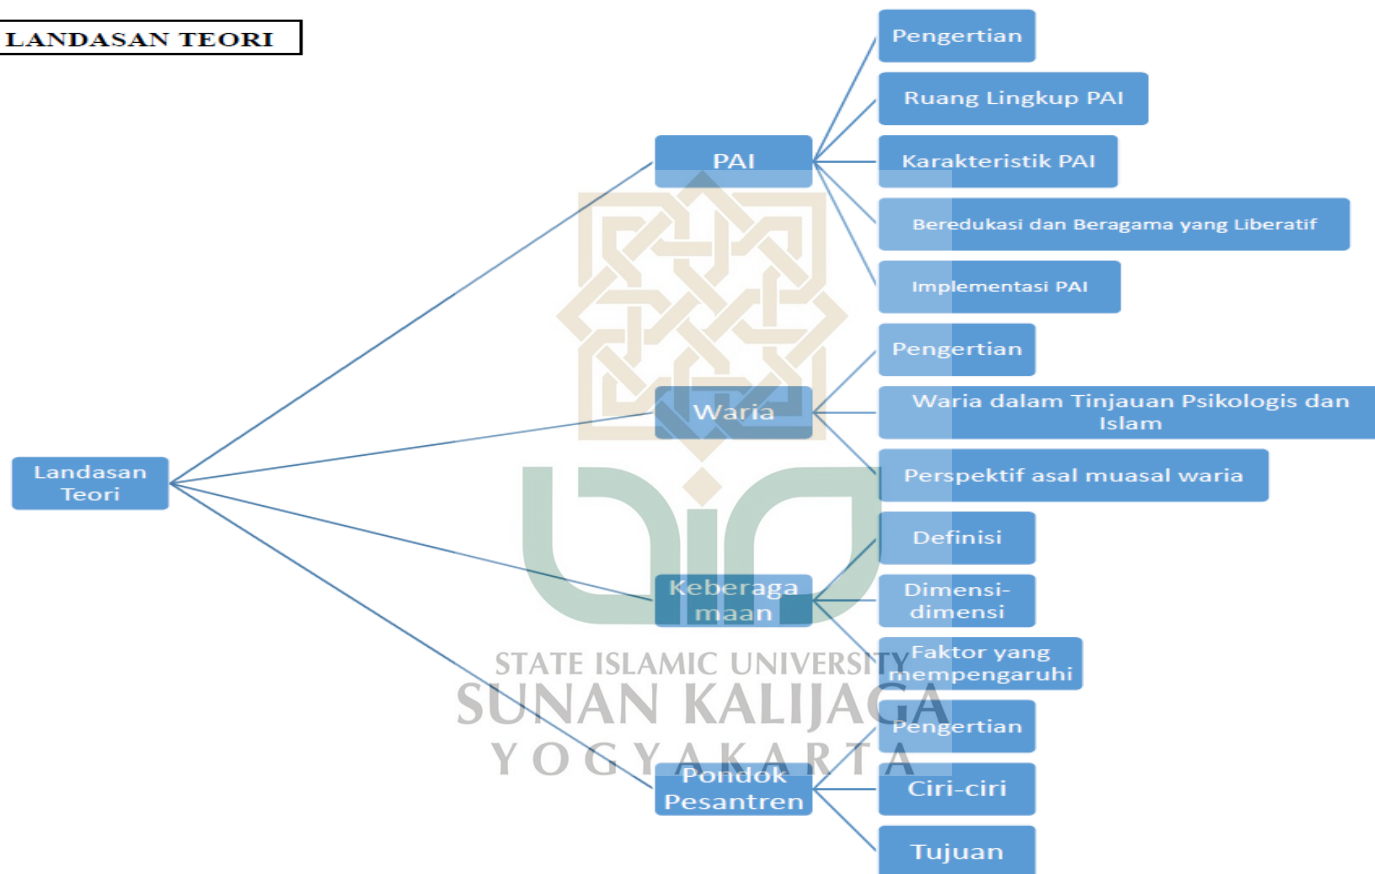 LANDASAN TEORI
Landasan
Teori
PAI
Pengertian
Ruang Lingkup PAI
Karakteristik PAI
Beredukasi dan Beragama yang Liberatif
Implementasi PAI
Waria
Pengertian
Waria dalam Tinjauan Psikologis dan
Islam
Perspektif asal muasal waria
Keberaga
maan
Definisi
Dimensi-
dimensi
Faktor yang
mempengaruhi
Pondok
Pesantren
Pengertian
Ciri-ciri
Tujuan
STATE ISLAMIC UNIVERSITY
SUNAN KALIJAGA
YOGYAKARTA